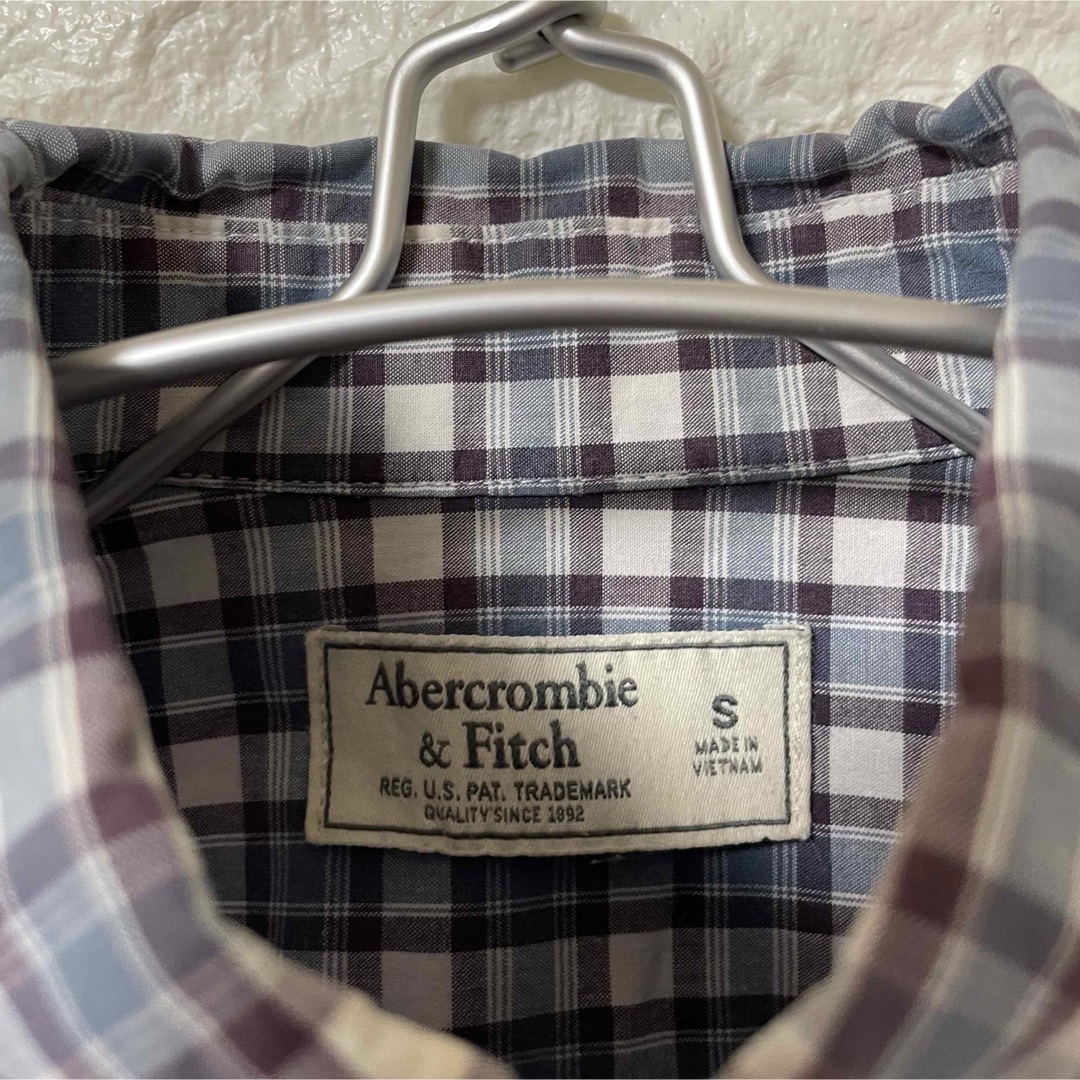 Abercrombie
& Fitch
REG. U.S. PAT. TRADEMARK
QUALITY SINCE 1892
S
MADE IN
VIETNAM